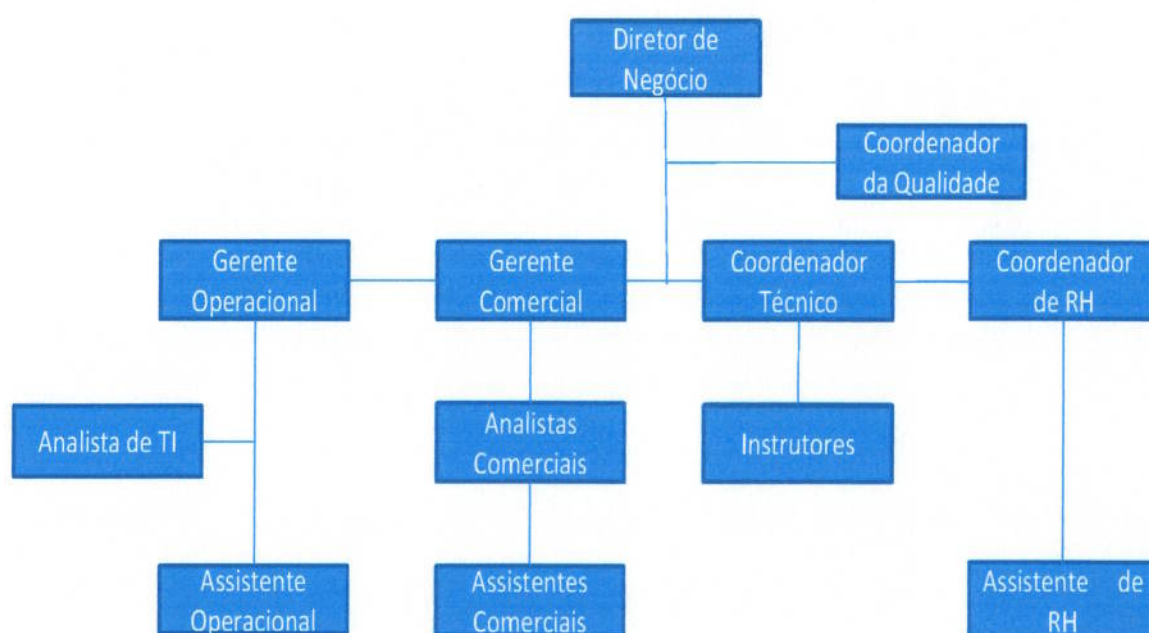 Diretor de
Negócio
Coordenador
da Qualidade
Gerente
Operacional
Gerente
Comercial
Coordenador
Técnico
Coordenador
de RH
Analista de TI
Analistas
Comerciais
Instrutores
Assistente
Operacional
Assistentes
Comerciais
Assistente de
RH